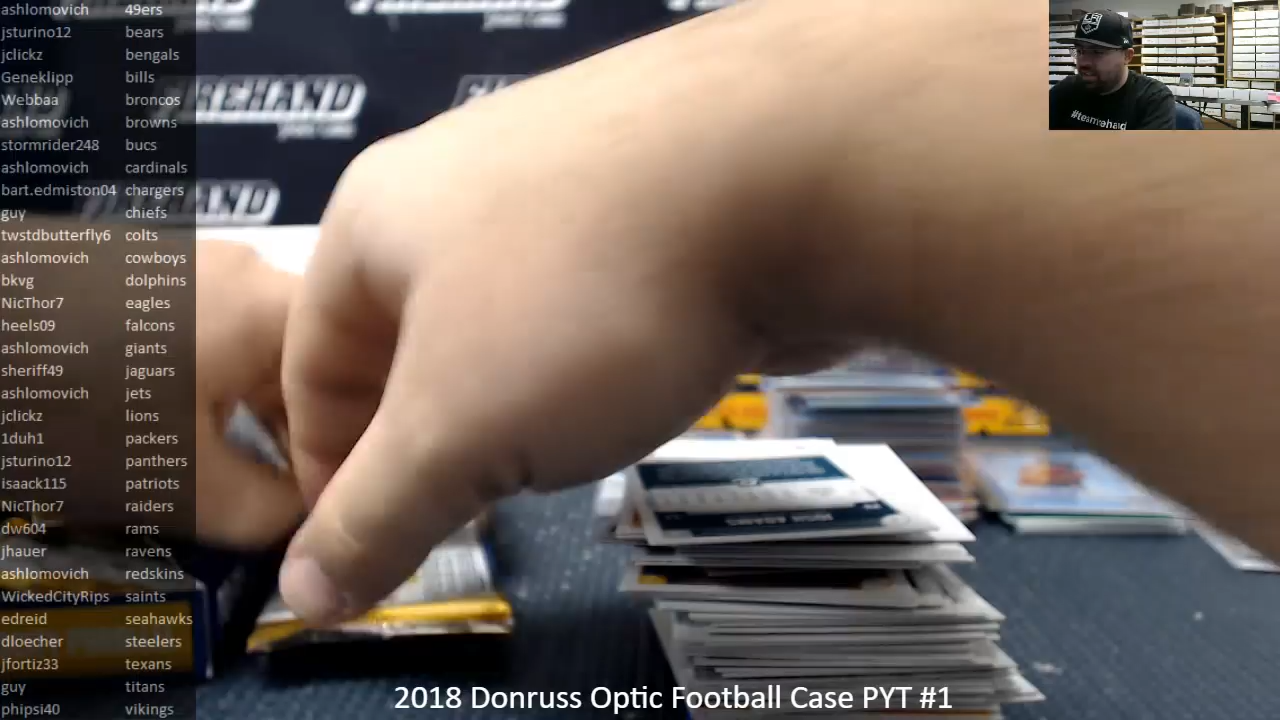 ashlomovich 49ers
jsturino12 bears
jclickz bengals
Geneklipp bills
Webbaa broncos
ashlomovich browns
stormrider248 bucs
ashlomovich cardinals
bart.edmiston04 chargers
guy chiefs
twstdbutterfly6 colts
ashlomovich cowboys
bkvg dolphins
NicThor7 eagles
heels09 falcons
ashlomovich giants
sheriff49 jaguars
ashlomovich jets
jclickz lions
1duh1 packers
jsturino12 panthers
isaack115 patriots
NicThor7 raiders
dw604 rams
jhauer ravens
ashlomovich redskins
WickedCityRips saints
edreid seahawks
dloecher steelers
jfortiz33 texans
guy titans
phipsi40 vikings
2018 Donruss Optic Football Case PYT #1